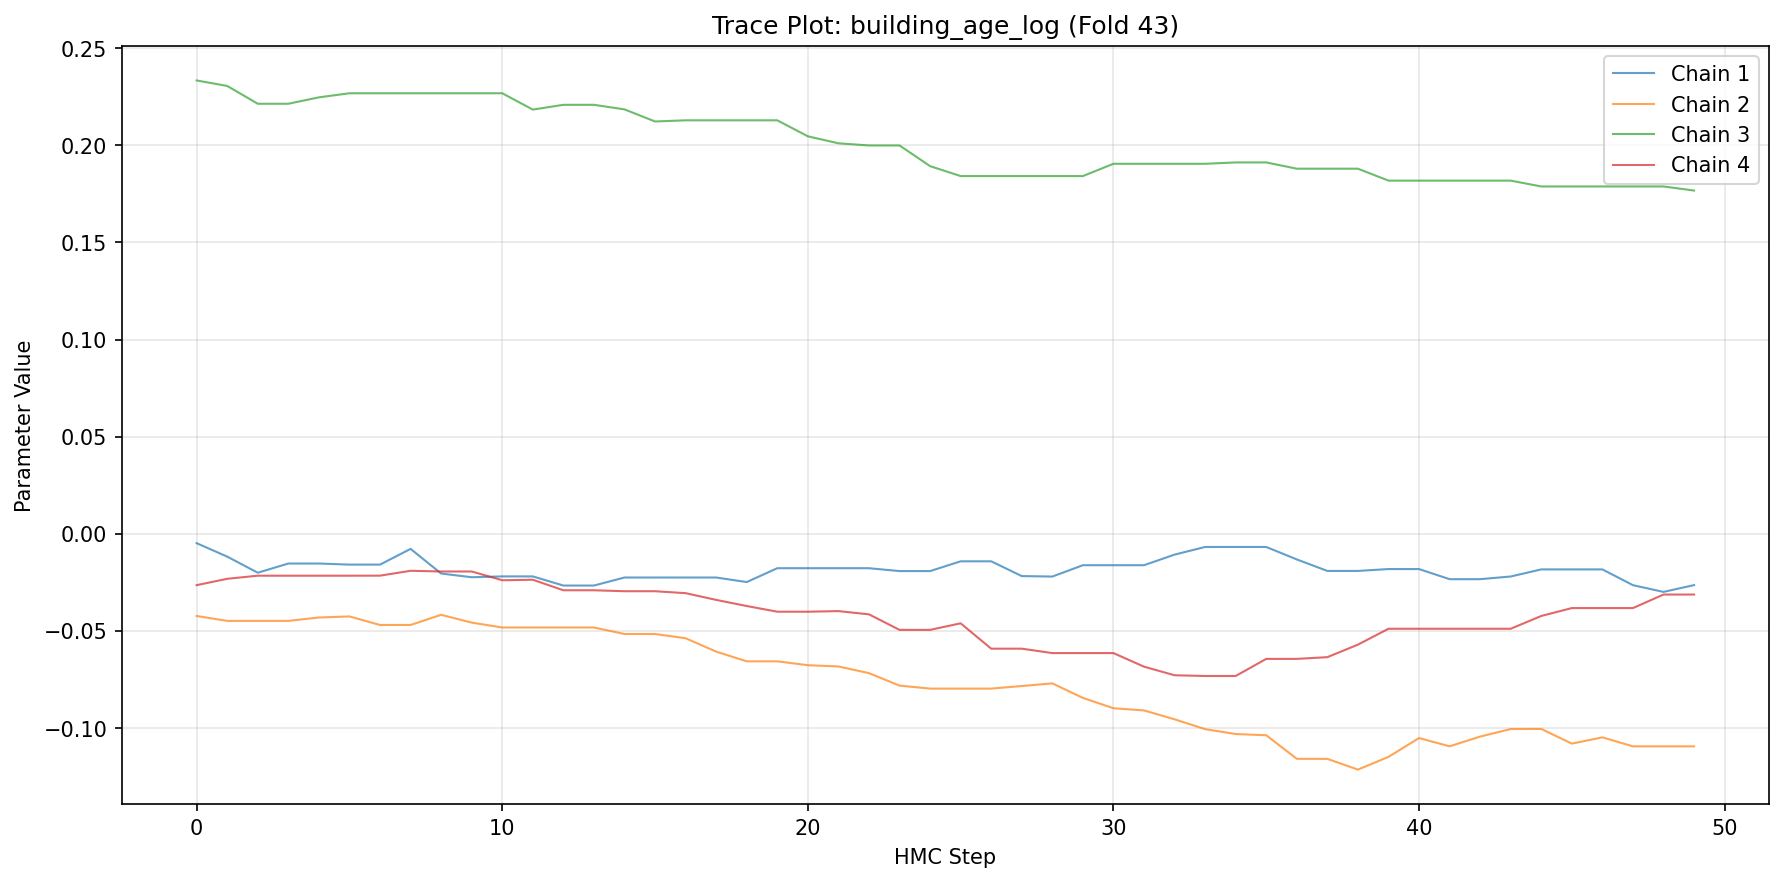 Trace Plot: building_age_log (Fold 43)
0.25
0.20
0.15
0.10
0.05
0.00
−0.05
−0.10
Parameter Value
Chain 1
Chain 2
Chain 3
Chain 4
0 10 20 30 40 50
HMC Step